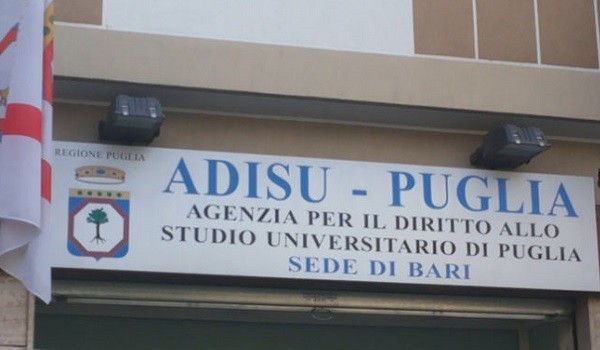 REGIONE PUGLIA
ADISU - PUGLIA
AGENZIA PER IL DIRITTO ALLO
STUDIO UNIVERSITARIO DI PUGLIA
SEDE DI BARI